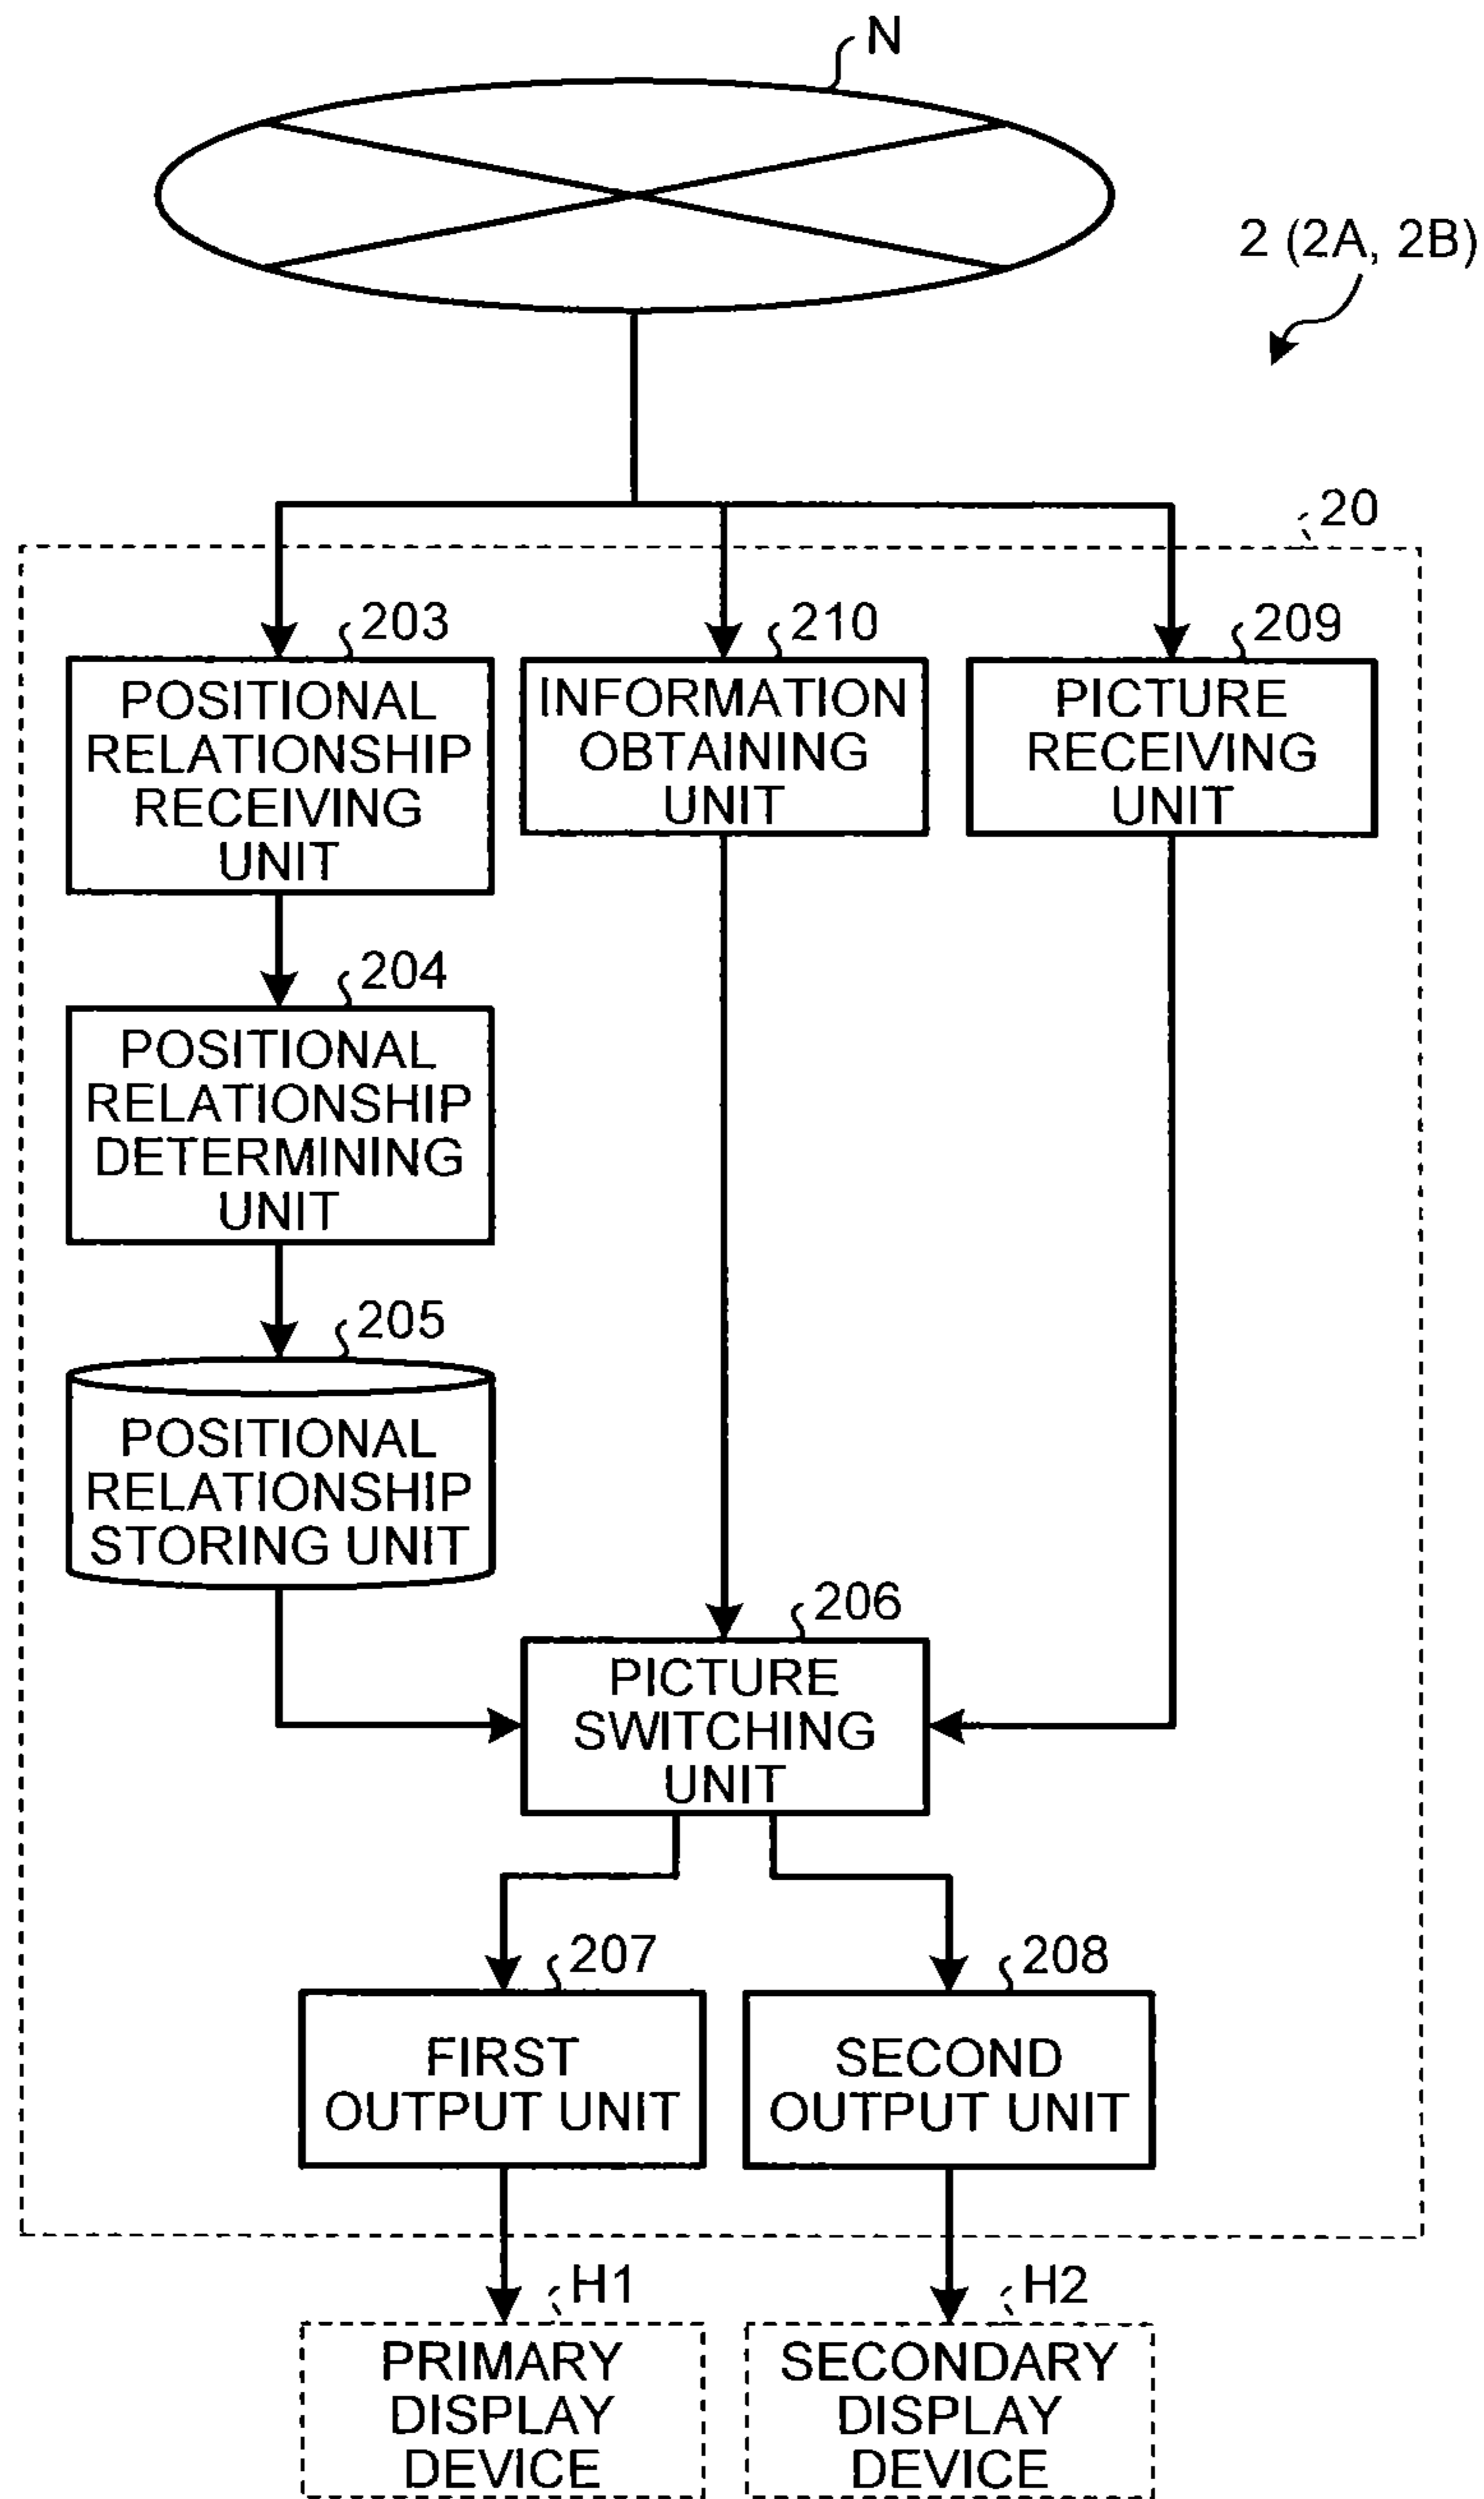 N
2 (2A, 2B)
20
203
POSITIONAL
RELATIONSHIP
RECEIVING
UNIT
210
INFORMATION
OBTAINING
UNIT
209
PICTURE
RECEIVING
UNIT
204
POSITIONAL
RELATIONSHIP
DETERMINING
UNIT
205
POSITIONAL
RELATIONSHIP
STORING UNIT
206
PICTURE
SWITCHING
UNIT
207
FIRST
OUTPUT UNIT
208
SECOND
OUTPUT UNIT
H1
PRIMARY
DISPLAY
DEVICE
H2
SECONDARY
DISPLAY
DEVICE